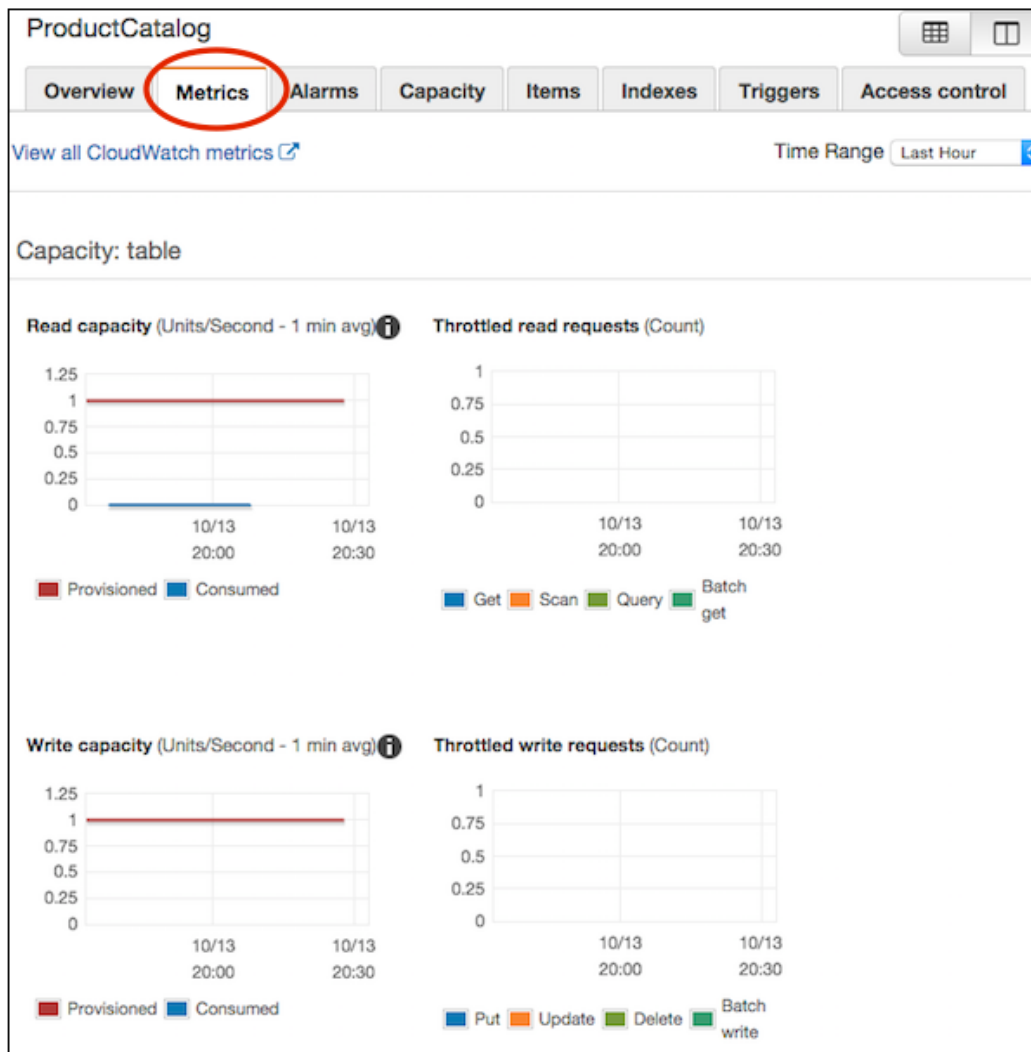 ProductCatalog
Overview Metrics Alarms Capacity Items Indexes Triggers Access control
View all CloudWatch metrics Time Range Last Hour
Capacity: table
Read capacity (Units/Second - 1 min avg) Throttled read requests (Count)
1.25
1
0.75
0.5
0.25
0
10/13 10/13
20:00 20:30
Provisioned Consumed
1
0.75
0.5
0.25
0
10/13 10/13
20:00 20:30
Get Scan Query Batch
get
Write capacity (Units/Second - 1 min avg) Throttled write requests (Count)
1.25
1
0.75
0.5
0.25
0
10/13 10/13
20:00 20:30
Provisioned Consumed
1
0.75
0.5
0.25
0
10/13 10/13
20:00 20:30
Put Update Delete Batch
write